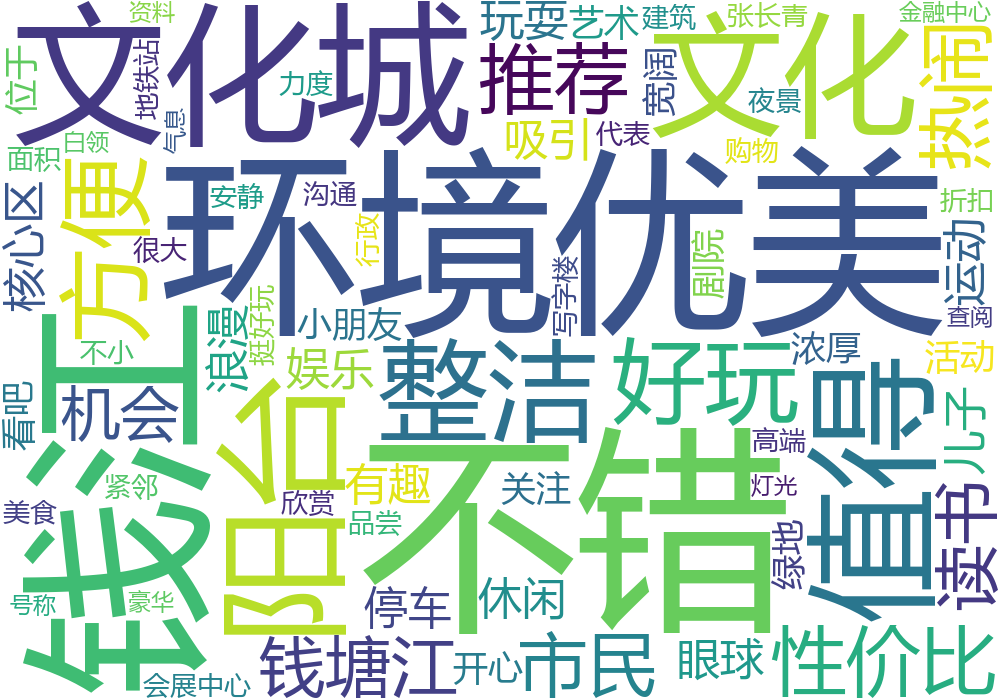 文化城
资料
玩耍
艺术
建筑
张长青
金融中心
文化
热闹
位于
地铁站
力度
推荐
宽阔
夜景
气息
白领
面积
吸引
代表
购物
方便
环境优美
安静
沟通
核心区
很大
行政
写字楼
剧院
折扣
运动
查阅
钱江
挺好玩
浪漫
小朋友
不小
娱乐
整洁
好玩
浓厚
活动
看吧
机会
阳台
不错
值得
儿子
高端
灯光
有趣
关注
紧邻
欣赏
品尝
美食
绿地
读书
号称
豪华
停车
休闲
钱塘江
开心
市民
眼球
性价比
会展中心